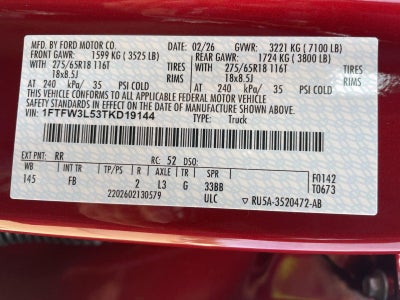 MFD. BY FORD MOTOR CO. 02/26 GVWR: 3221 KG ( 7100 LB)
FRONT GAWR: 1599 KG ( 3525 LB) REAR GAWR: 1724 KG ( 3800 LB)
WITH 275/65R18 116T WITH 275/65R18 116T
18x8.5J 18x8.5J
AT 240 kPa/ 35 PSI COLD AT 240 kPa/ 35 PSI COLD
THIS VEHICLE CONFORMS TO ALL APPLICABLE FEDERAL MOTOR VEHICLE
SAFETY STANDARDS IN EFFECT ON THE DATE OF MANUFACTURE SHOWN ABOVE.
VIN: 1FTFW3L53TKD19144
TYPE: Truck
EXT PNT: RR RC: 52 DSO:
WB INT TR TP/PS R AXLE TR SPR F0142
145 FB 2 L3 G 33BB T0673
2202602130579 ULC ▽ RU5A-3520472-AB